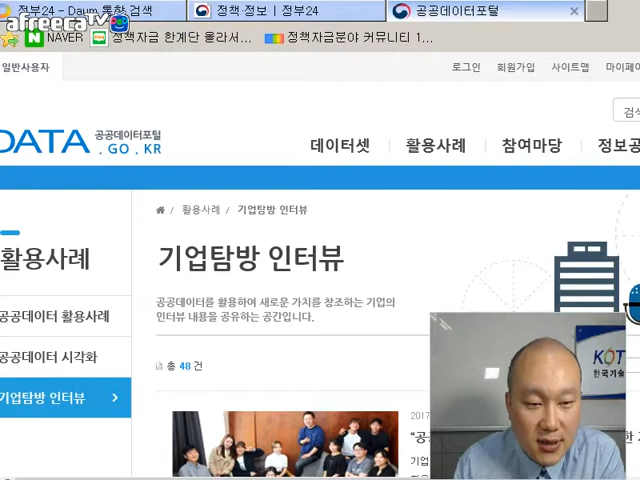 정부24 - Daum 통합 검색
정책·정보 | 정부24
공공데이터포털
afreecaTV
NAVER
정책자금 한계단 올라서...
정책자금분야 커뮤니티 1...
일반사용자
로그인
회원가입
사이트맵
마이페이
검색
DATA
.GO.KR
공공데이터포털
데이터셋
활용사례
참여마당
정보공
활용사례
기업탐방 인터뷰
활용사례
공공데이터 활용사례
공공데이터 시각화
기업탐방 인터뷰
기업탐방 인터뷰
공공데이터를 활용하여 새로운 가치를 창조하는 기업의
인터뷰 내용을 공유하는 공간입니다.
총 48 건
2017
"공공
기업
KOT
한국기술